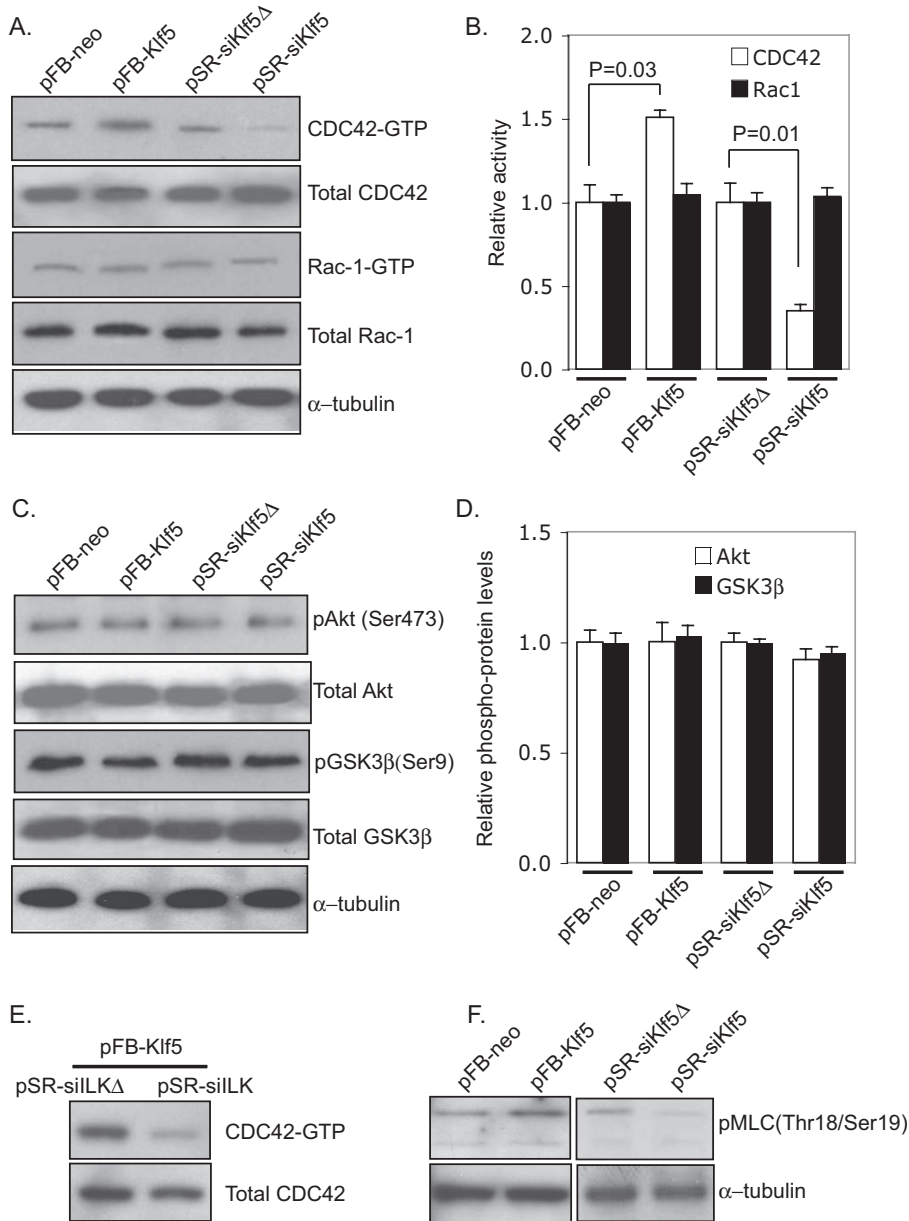 A.
pFB-neo
pFB-Klf5
pSR-siKlf5Δ
pSR-siKlf5
CDC42-GTP
Total CDC42
Rac-1-GTP
Total Rac-1
α–tubulin
B.
2.0
1.5
1.0
0.5
0.0
Relative activity
CDC42
Rac1
P=0.03
P=0.01
pFB-neo
pFB-Klf5
pSR-siKlf5Δ
pSR-siKlf5
C.
pFB-neo
pFB-Klf5
pSR-siKlf5Δ
pSR-siKlf5
pAkt (Ser473)
Total Akt
pGSK3β(Ser9)
Total GSK3β
α–tubulin
D.
1.5
1.0
0.5
0.0
Relative phospho-protein levels
Akt
GSK3β
pFB-neo
pFB-Klf5
pSR-siKlf5Δ
pSR-siKlf5
E.
pFB-Klf5
pSR-siILKΔ pSR-siILK
CDC42-GTP
Total CDC42
F.
pFB-neo
pFB-Klf5
pSR-siKlf5Δ
pSR-siKlf5
pMLC(Thr18/Ser19)
α–tubulin